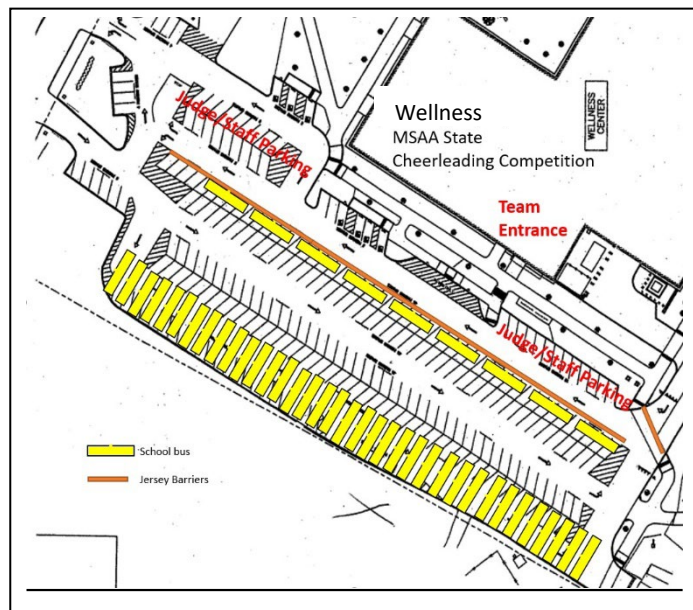 Wellness
MSAA State
Cheerleading Competition
WELLNESS
CENTER
Judge/Staff Parking
Team
Entrance
Judge/Staff Parking
School bus
Jersey Barriers